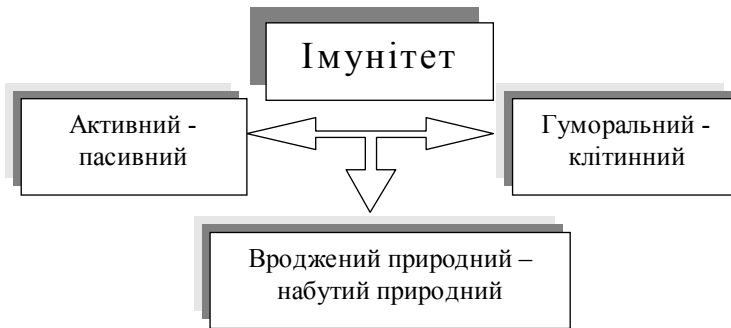 Імунітет
Активний -
пасивний
Гуморальний -
клітинний
Вроджений природний –
набутий природний